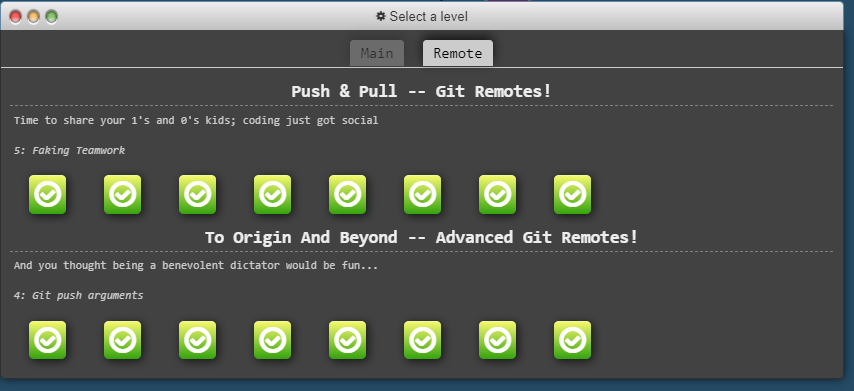 Select a level
Main Remote
Push & Pull -- Git Remotes!
Time to share your 1's and 0's kids; coding just got social
5: Faking Teamwork
To Origin And Beyond -- Advanced Git Remotes!
And you thought being a benevolent dictator would be fun...
4: Git push arguments